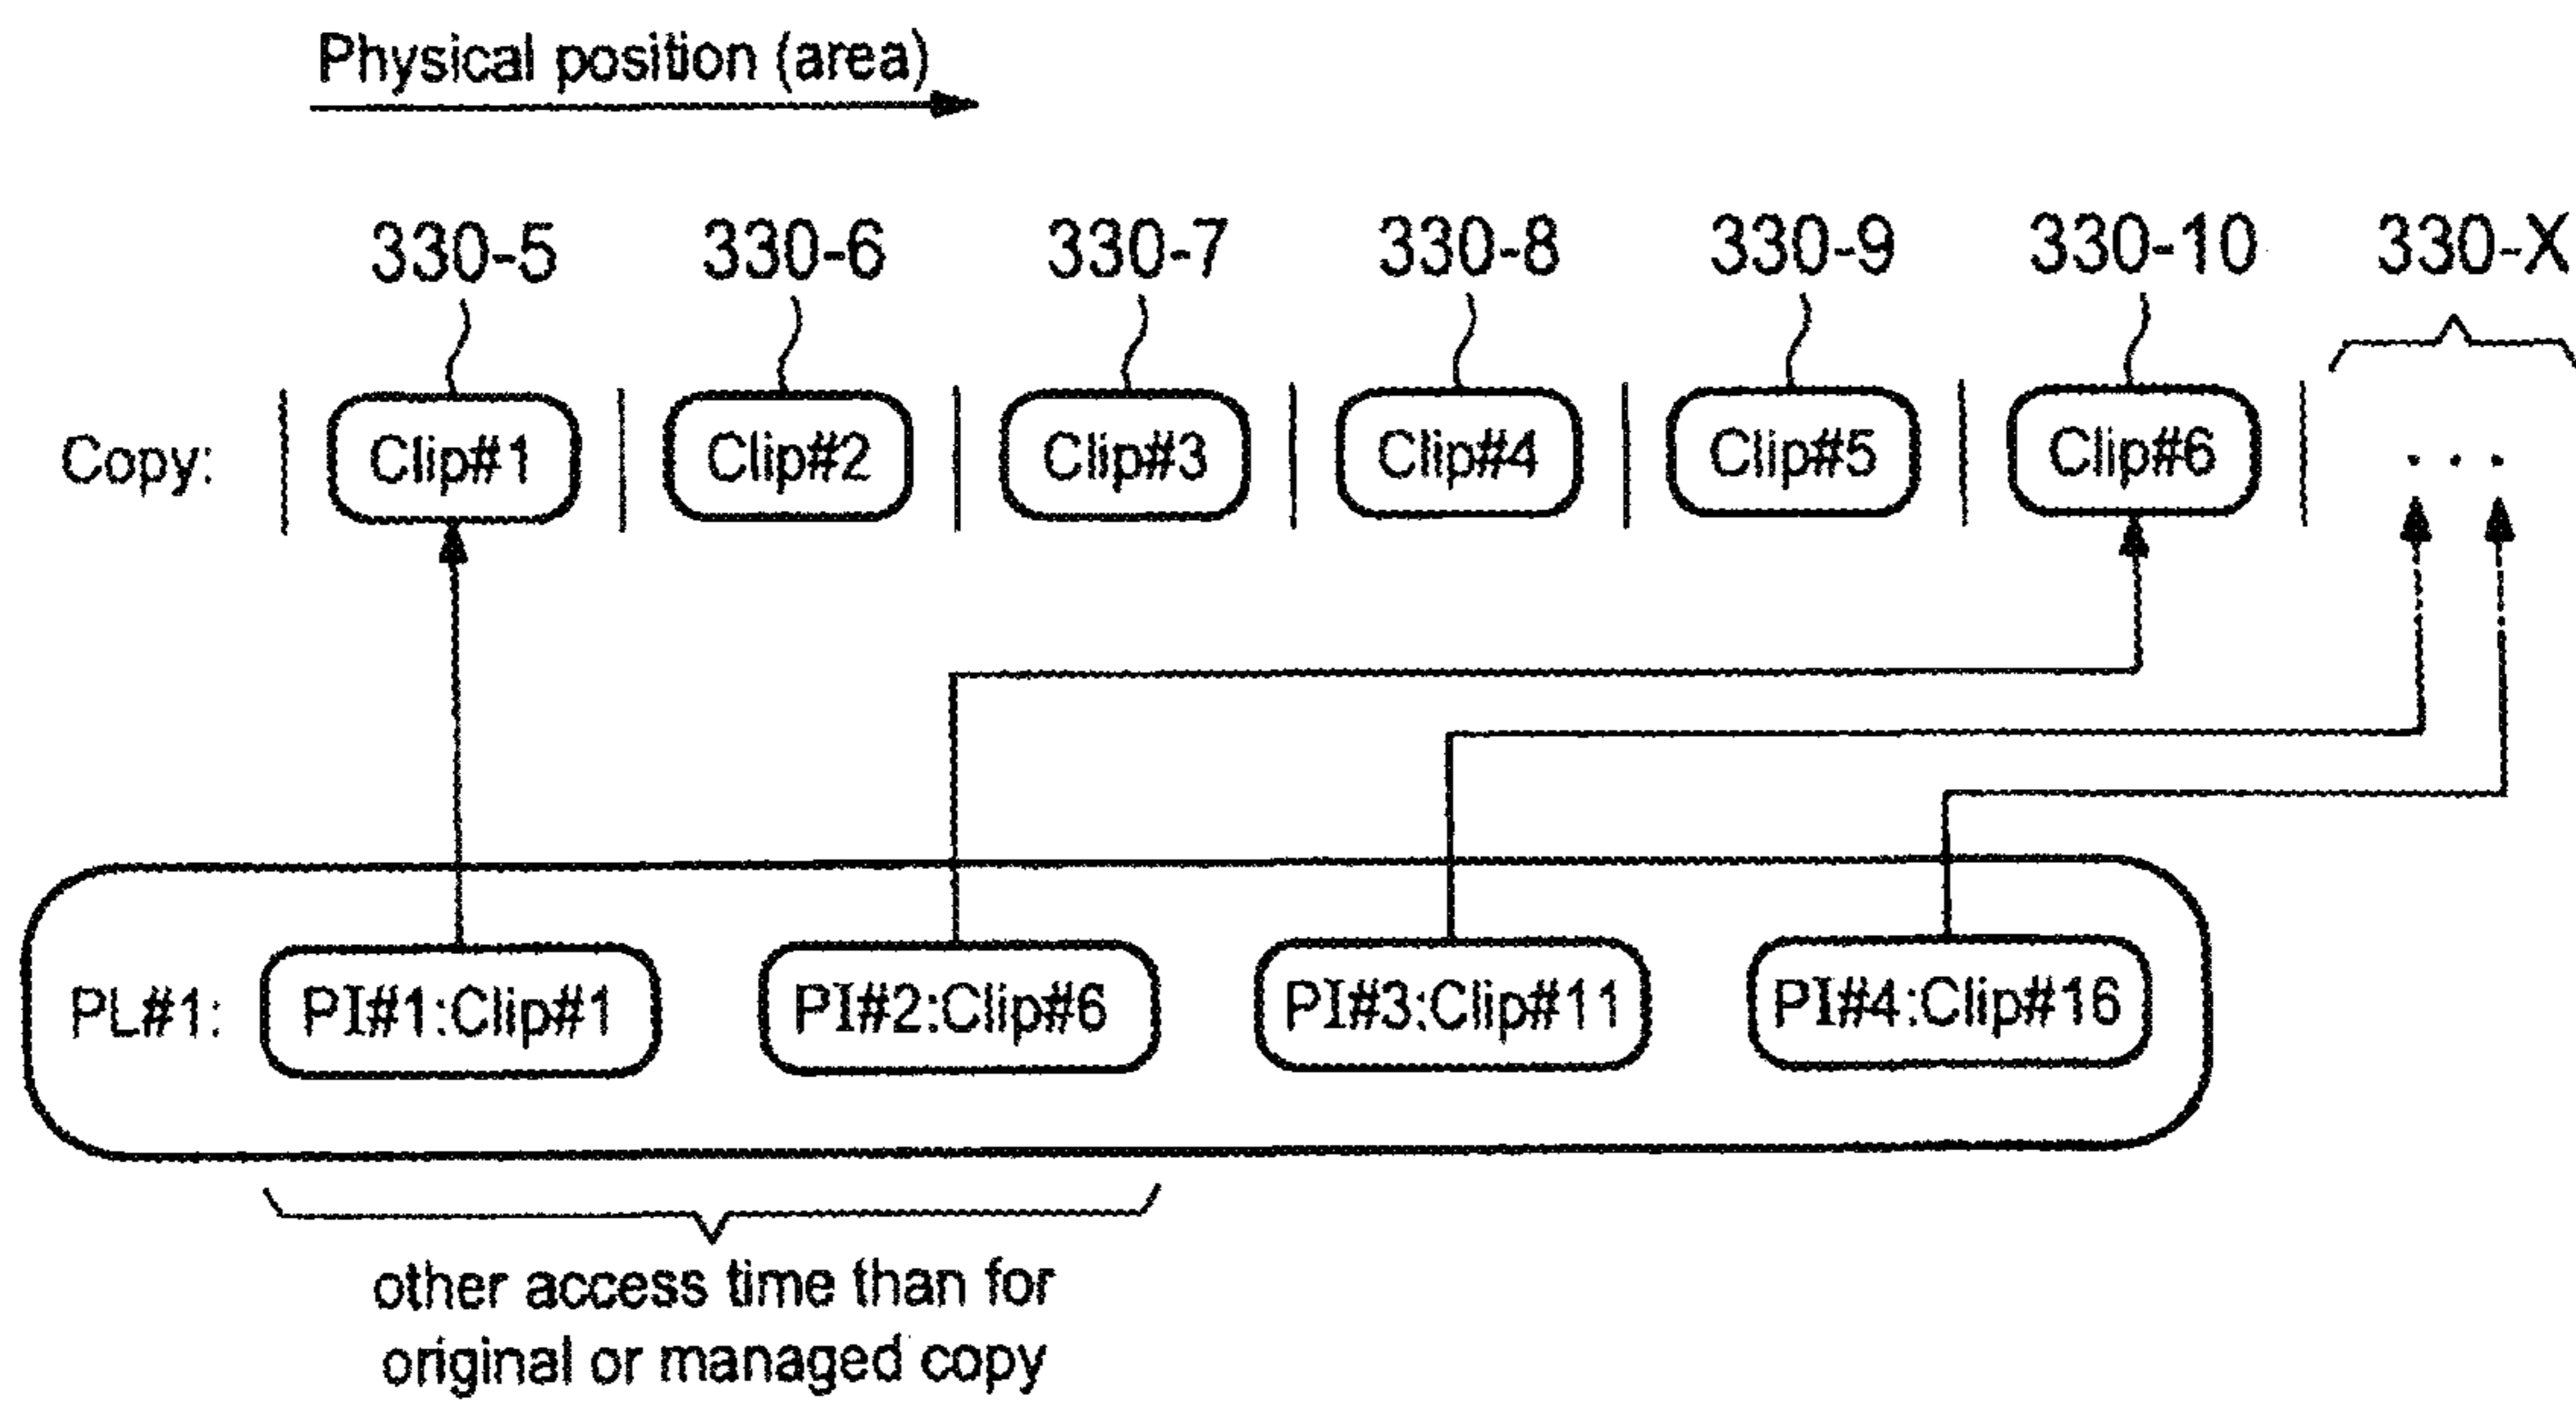 Physical position (area)
330-5 330-6 330-7 330-8 330-9 330-10 330-X
Copy: Clip#1 Clip#2 Clip#3 Clip#4 Clip#5 Clip#6 . . .
PL#1: PI#1:Clip#1 PI#2:Clip#6 PI#3:Clip#11 PI#4:Clip#16
other access time than for
original or managed copy